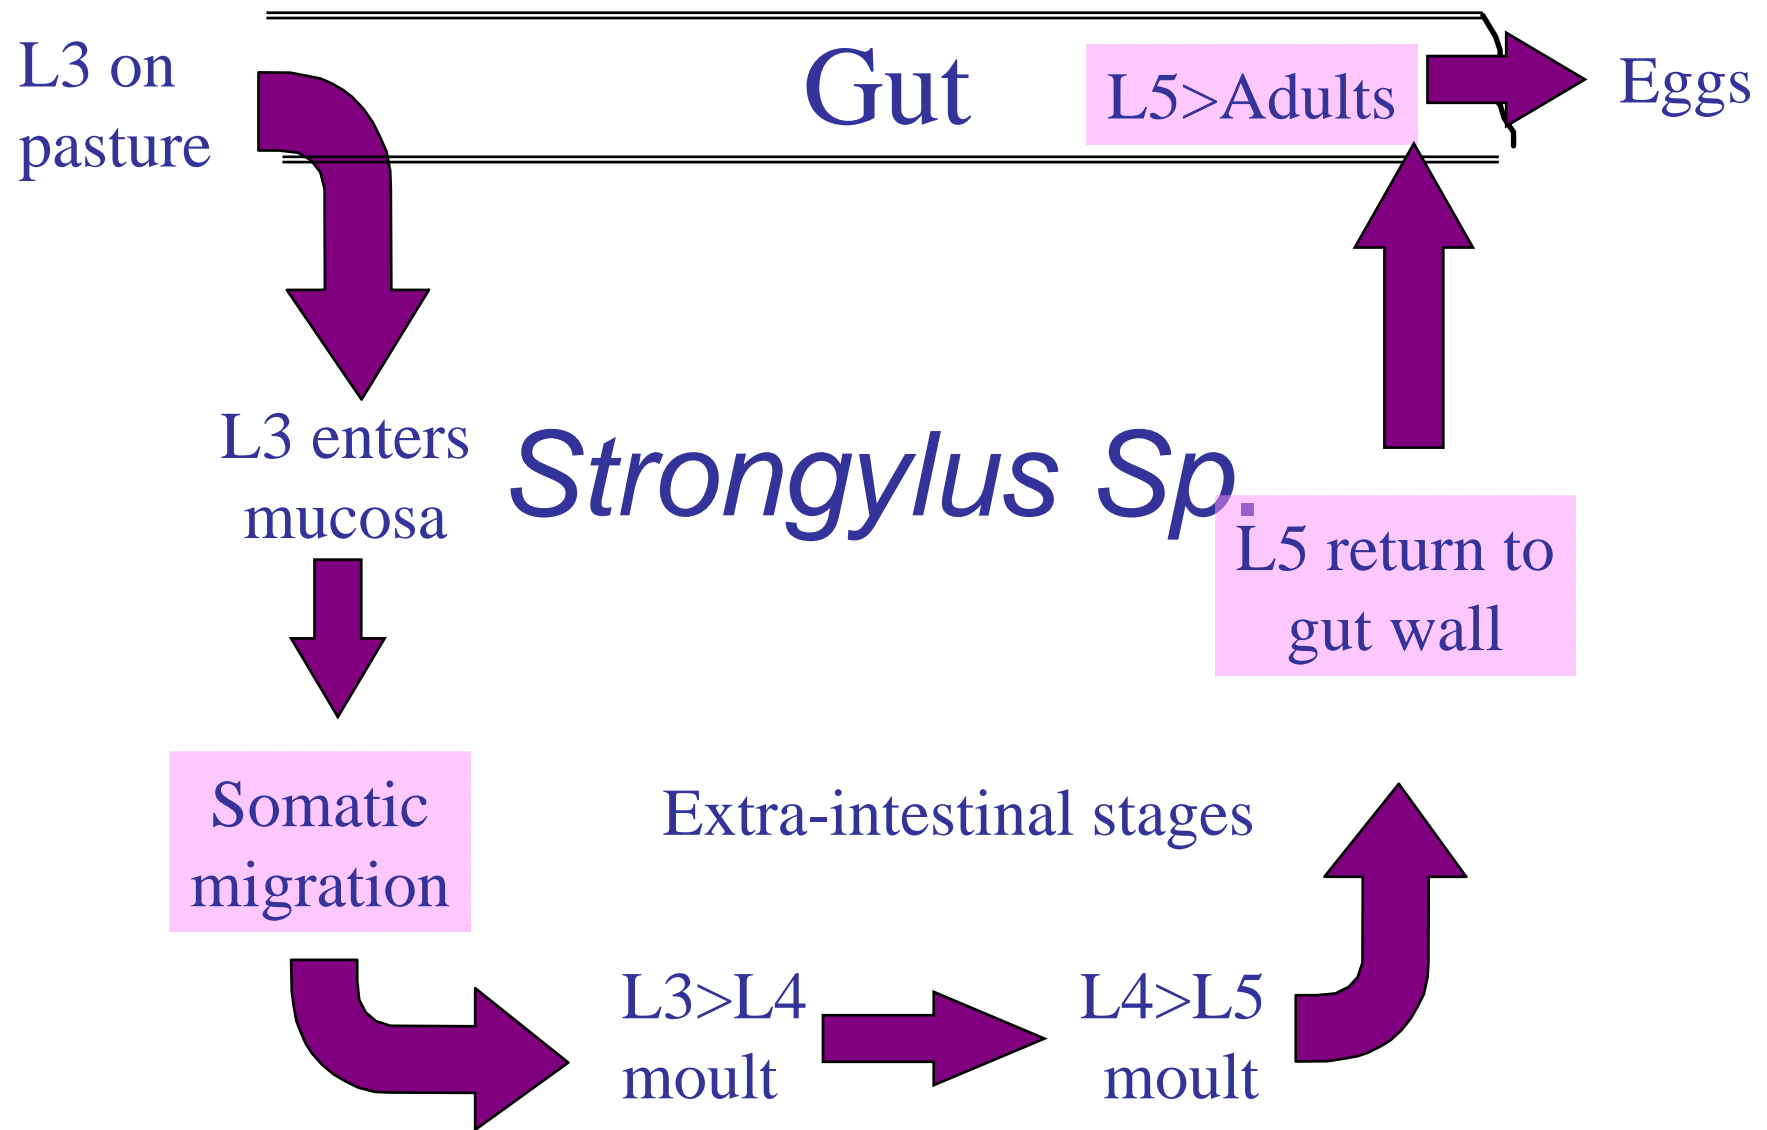 L3 on
pasture
Gut
L5>Adults
Eggs
L3 enters
mucosa
Strongylus Sp.
L5 return to
gut wall
Somatic
migration
Extra-intestinal stages
L3>L4
moult
L4>L5
moult